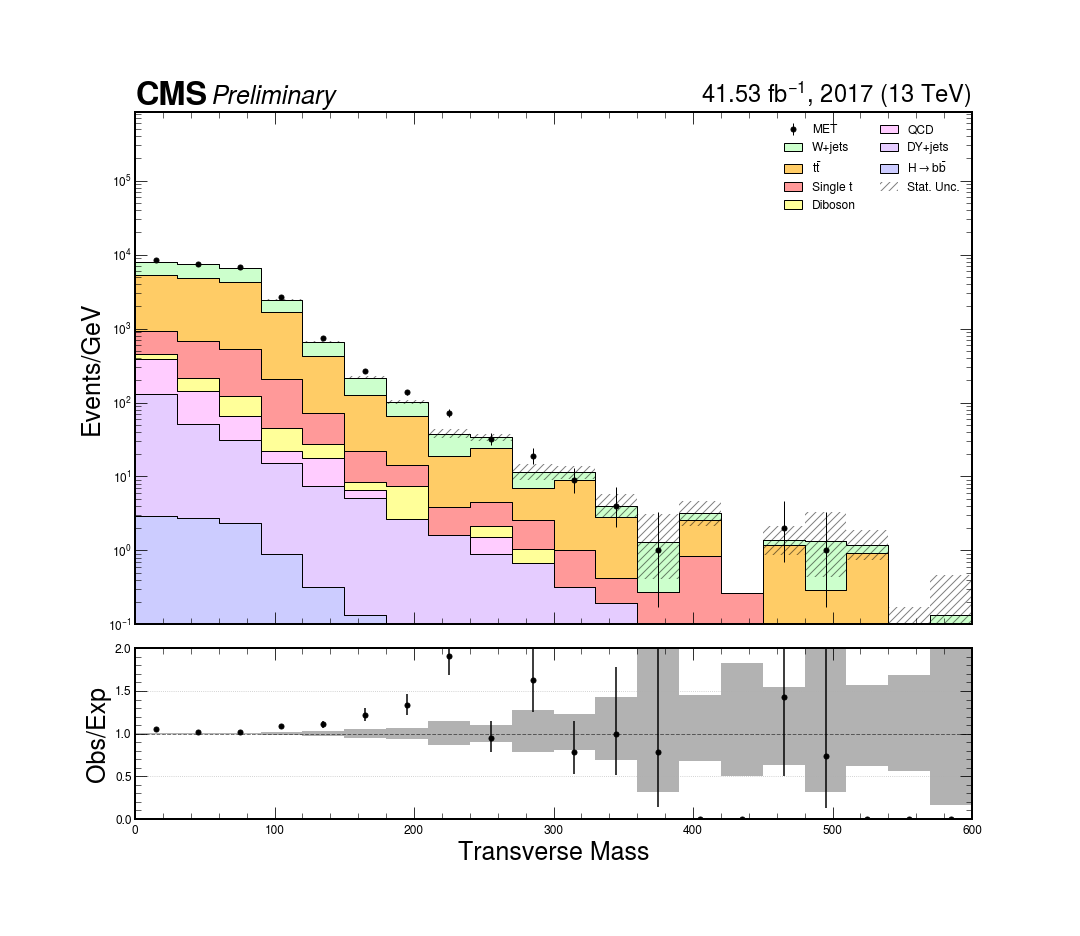 CMS Preliminary 41.53 fb⁻¹, 2017 (13 TeV)
MET QCD
W+jets DY+jets
tt̄ H→bb̄
Single t Stat. Unc.
Diboson
10⁵
10⁴
10³
10²
10¹
10⁰
10⁻¹
Events/GeV
2.0
1.5
1.0
0.5
0.0
Obs/Exp
0 100 200 300 400 500 600
Transverse Mass